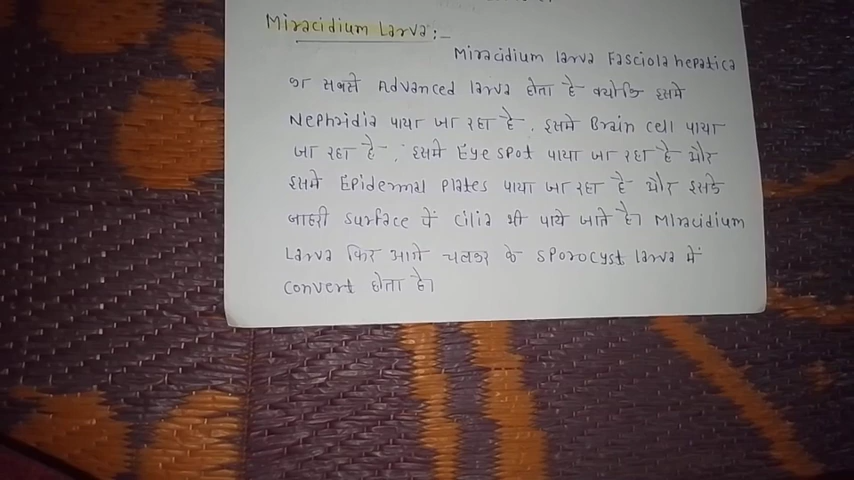 Miracidium Larva:-
Miracidium larva Fasciola hepatica
का सबसे Advanced larva होता है क्योकि इसमे
Nephridia पाया जा रहा है, इसमे Brain cell पाया
जा रहा है, इसमे Eye spot पाया जा रहा है और
इसमे Epidermal Plates पाया जा रहा है और इसके
बाहरी surface पे cilia भी पाये जाते है। Miracidium
Larva फिर आगे चलकर के sporocyst larva में
convert होता है।